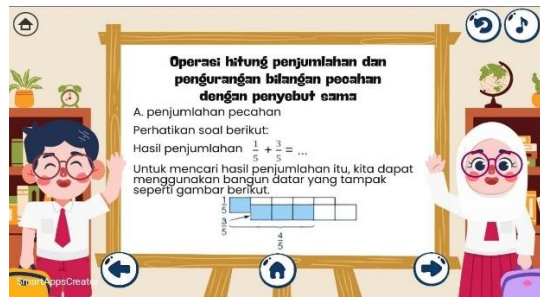 Operasi hitung penjumlahan dan
pengurangan bilangan pecahan
dengan penyebut sama
A. penjumlahan pecahan
Perhatikan soal berikut:
Hasil penjumlahan 1/5 + 3/5 = ...
Untuk mencari hasil penjumlahan itu, kita dapat
menggunakan bangun datar yang tampak
seperti gambar berikut.
1/5
3/5
4/5
SmartAppsCreator